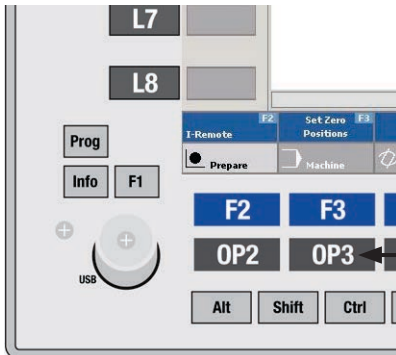 L7
L8
F2
Set Zero F3
I-Remote
Positions
Prog
Prepare
Machine
Info F1
F2 F3
OP2 OP3
USB
Alt Shift Ctrl